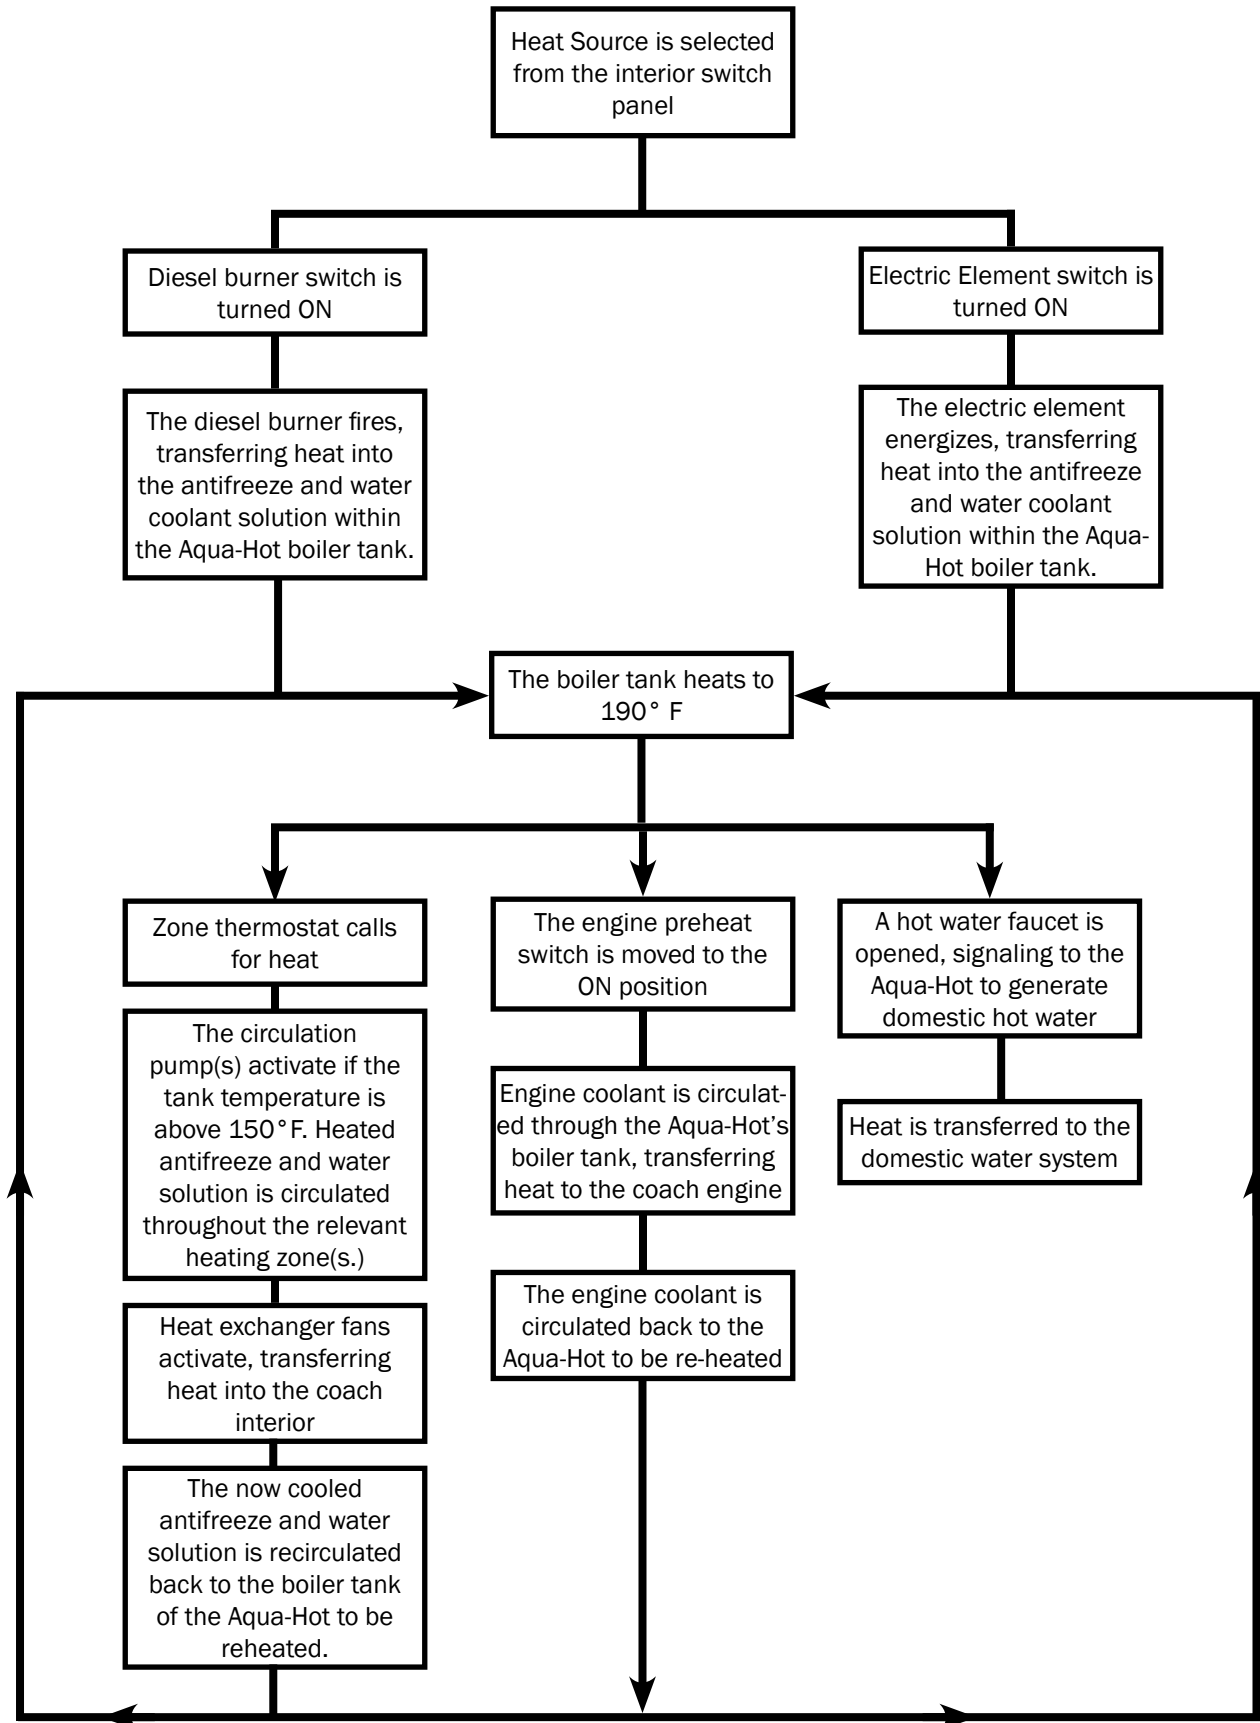 Heat Source is selected
from the interior switch
panel
Diesel burner switch is
turned ON
Electric Element switch is
turned ON
The diesel burner fires,
transferring heat into
the antifreeze and water
coolant solution within
the Aqua-Hot boiler tank.
The electric element
energizes, transferring
heat into the antifreeze
and water coolant
solution within the Aqua-
Hot boiler tank.
The boiler tank heats to
190° F
Zone thermostat calls
for heat
The circulation
pump(s) activate if the
tank temperature is
above 150°F. Heated
antifreeze and water
solution is circulated
throughout the relevant
heating zone(s.)
Heat exchanger fans
activate, transferring
heat into the coach
interior
The now cooled
antifreeze and water
solution is recirculated
back to the boiler tank
of the Aqua-Hot to be
reheated.
The engine preheat
switch is moved to the
ON position
Engine coolant is circulat-
ed through the Aqua-Hot's
boiler tank, transferring
heat to the coach engine
The engine coolant is
circulated back to the
Aqua-Hot to be re-heated
A hot water faucet is
opened, signaling to the
Aqua-Hot to generate
domestic hot water
Heat is transferred to the
domestic water system